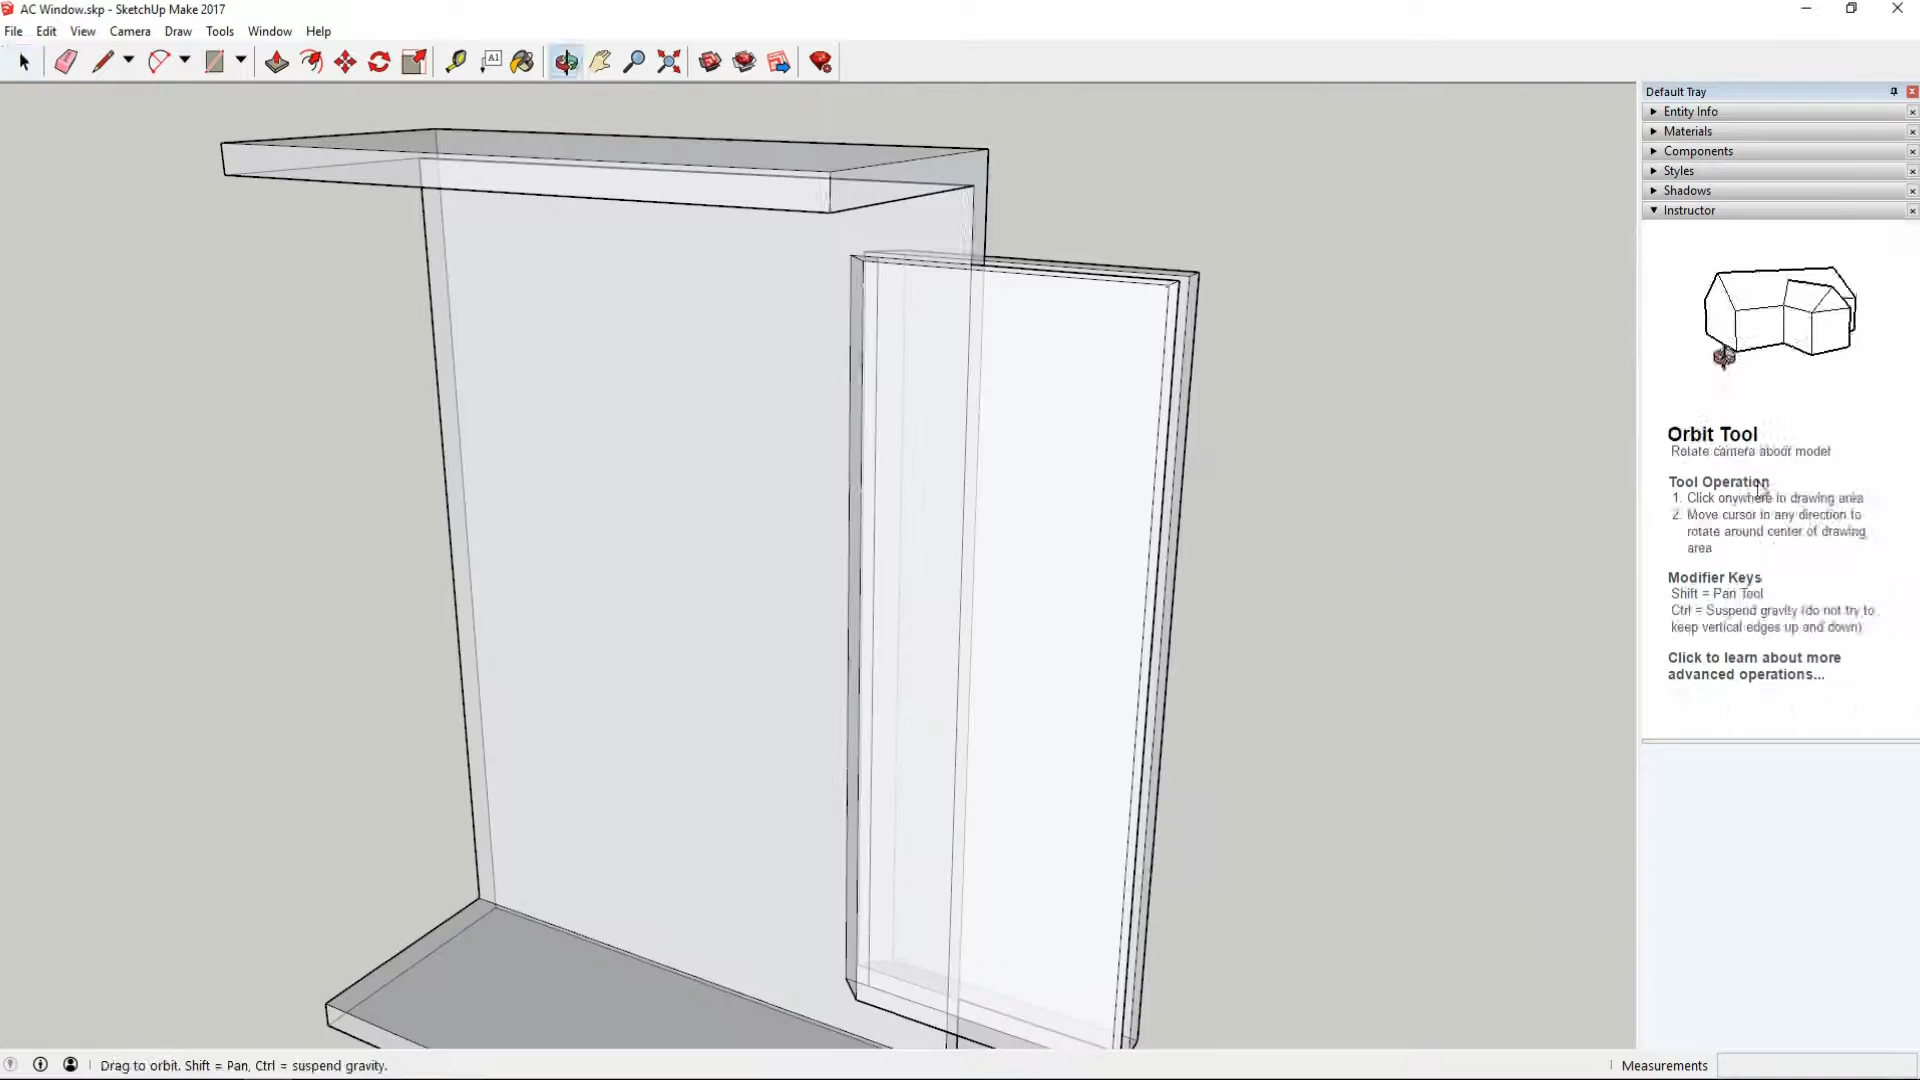 AC Window.skp - SketchUp Make 2017
File Edit View Camera Draw Tools Window Help
A1
Default Tray
Entity Info
Materials
Components
Styles
Shadows
Instructor
Orbit Tool
Rotate camera about model
Tool Operation
1. Click anywhere in drawing area
2. Move cursor in any direction to
rotate around center of drawing
area
Modifier Keys
Shift = Pan Tool
Ctrl = Suspend gravity (do not try to
keep vertical edges up and down)
Click to learn about more
advanced operations...
Drag to orbit. Shift = Pan, Ctrl = suspend gravity.
Measurements